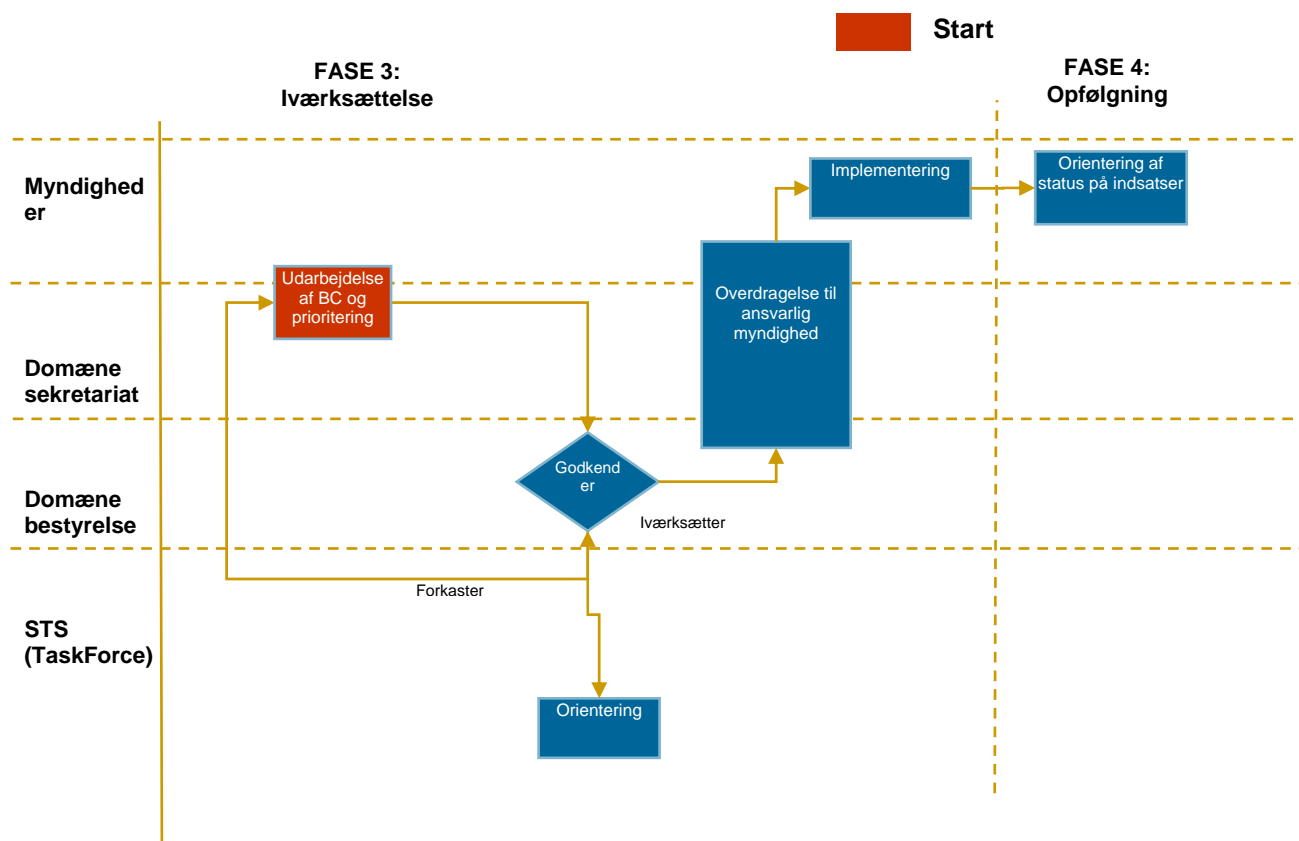 Start
FASE 3:
Iværksættelse
FASE 4:
Opfølgning
Myndighed
er
Implementering
Orientering af
status på indsatser
Udarbejdelse
af BC og
prioritering
Overdragelse til
ansvarlig
myndighed
Domæne
sekretariat
Godkend
er
Domæne
bestyrelse
Iværksætter
Forkaster
STS
(TaskForce)
Orientering